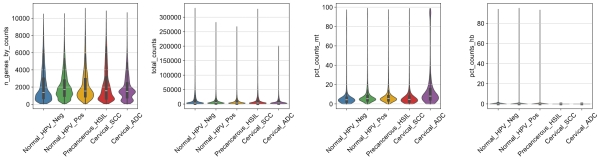 n_genes_by_counts
10000
8000
6000
4000
2000
0
Normal_HPV_Neg
Normal_HPV_Pos
Precancerous_HSIL
Cervical_SCC
Cervical_ADC
total_counts
300000
250000
200000
150000
100000
50000
0
Normal_HPV_Neg
Normal_HPV_Pos
Precancerous_HSIL
Cervical_SCC
Cervical_ADC
pct_counts_mt
100
80
60
40
20
0
Normal_HPV_Neg
Normal_HPV_Pos
Precancerous_HSIL
Cervical_SCC
Cervical_ADC
pct_counts_hb
80
60
40
20
0
Normal_HPV_Neg
Normal_HPV_Pos
Precancerous_HSIL
Cervical_SCC
Cervical_ADC